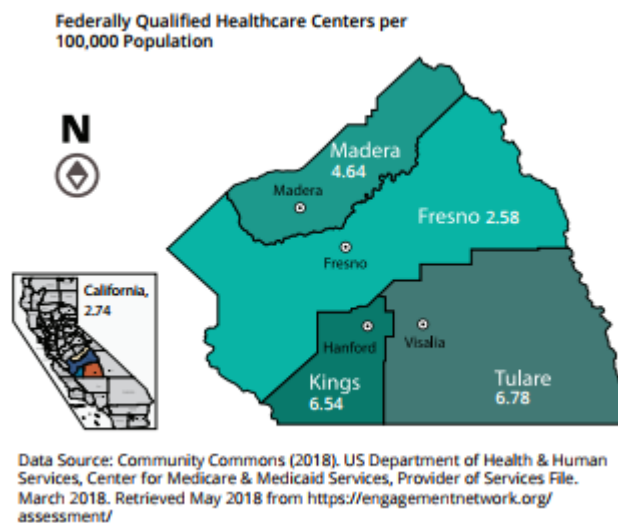 Federally Qualified Healthcare Centers per
100,000 Population
N
Madera
4.64
Madera
Fresno 2.58
Fresno
California,
2.74
Hanford
Visalia
Kings
6.54
Tulare
6.78
Data Source: Community Commons (2018). US Department of Health & Human
Services, Center for Medicare & Medicaid Services, Provider of Services File.
March 2018. Retrieved May 2018 from https://engagementnetwork.org/
assessment/